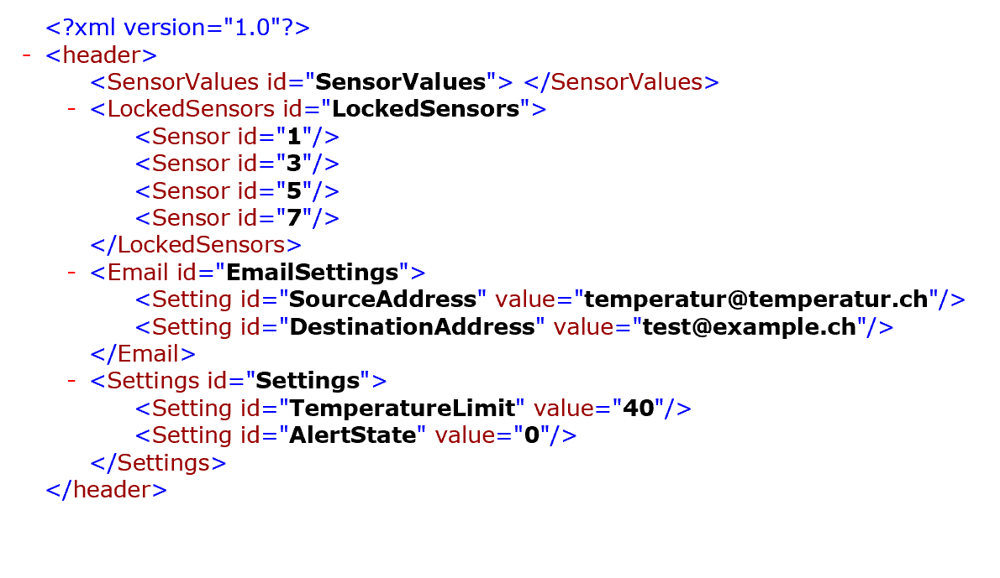 <?xml version="1.0"?>
- <header>
<SensorValues id="SensorValues"> </SensorValues>
- <LockedSensors id="LockedSensors">
<Sensor id="1"/>
<Sensor id="3"/>
<Sensor id="5"/>
<Sensor id="7"/>
</LockedSensors>
- <Email id="EmailSettings">
<Setting id="SourceAddress" value="temperatur@temperatur.ch"/>
<Setting id="DestinationAddress" value="test@example.ch"/>
</Email>
- <Settings id="Settings">
<Setting id="TemperatureLimit" value="40"/>
<Setting id="AlertState" value="0"/>
</Settings>
</header>